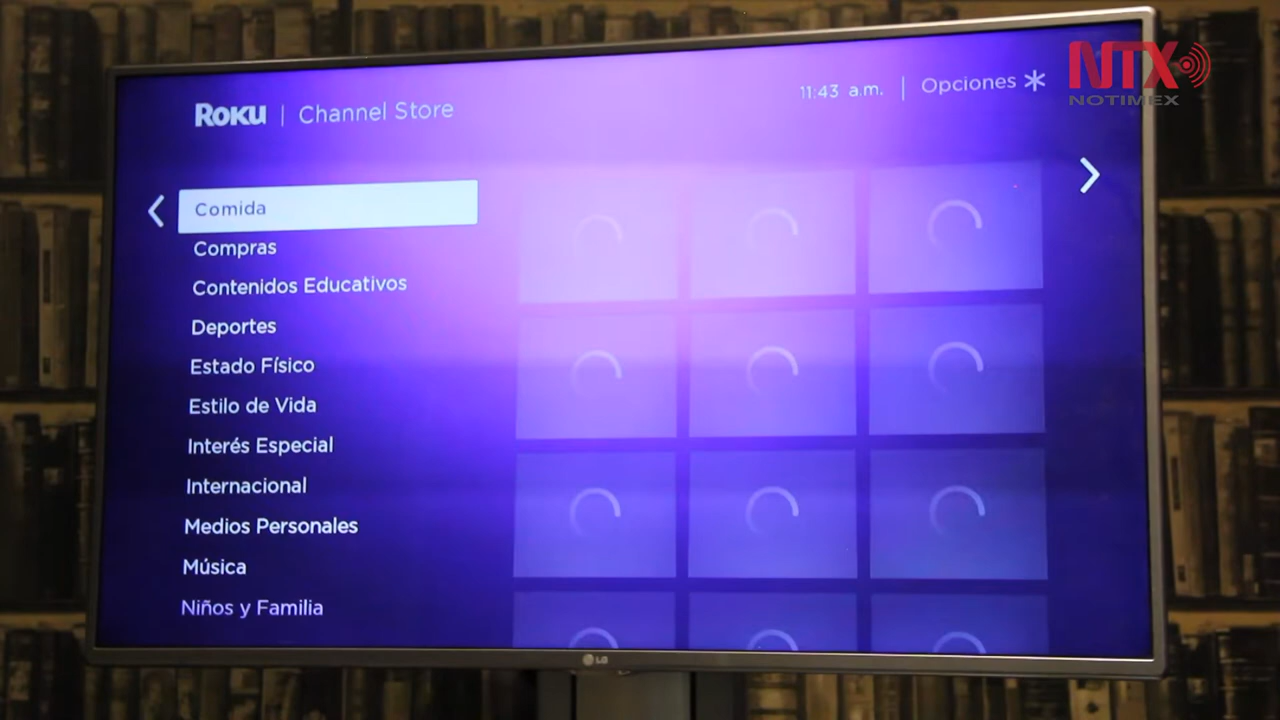 Roku | Channel Store
11:43 a.m. | Opciones *
NTX
NOTIMEX
Comida
Compras
Contenidos Educativos
Deportes
Estado Físico
Estilo de Vida
Interés Especial
Internacional
Medios Personales
Música
Niños y Familia
LG